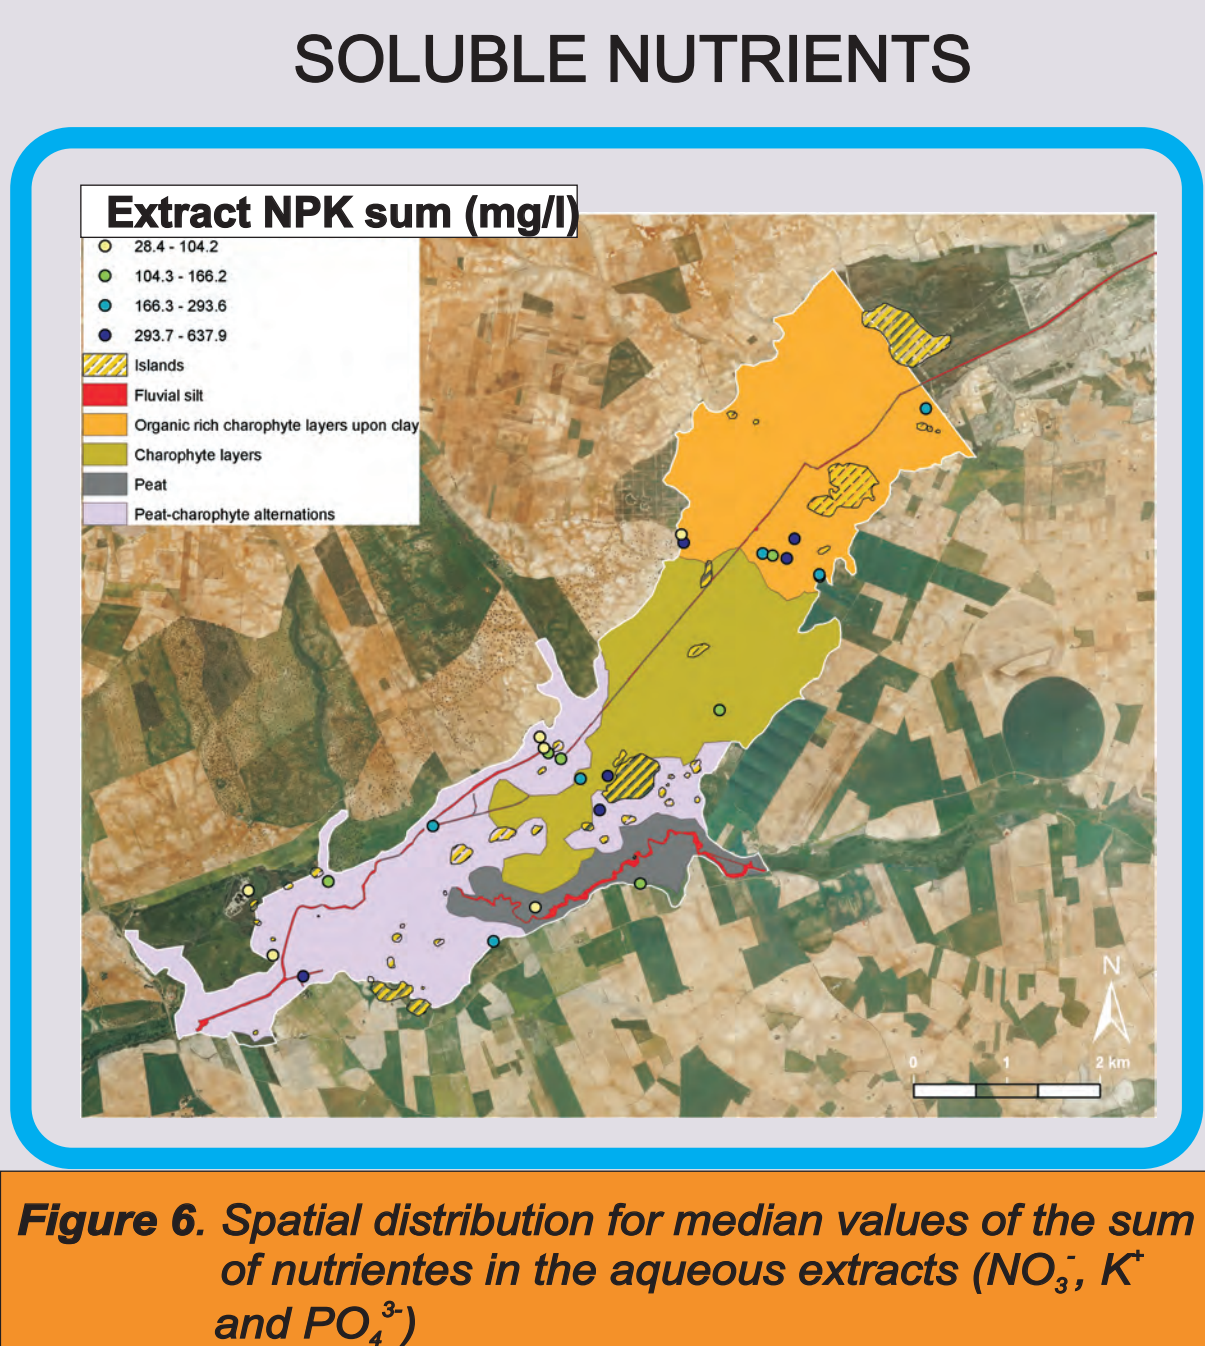 SOLUBLE NUTRIENTS
Extract NPK sum (mg/l)
28.4 - 104.2
104.3 - 166.2
166.3 - 293.6
293.7 - 637.9
Islands
Fluvial silt
Organic rich charophyte layers upon clay
Charophyte layers
Peat
Peat-charophyte alternations
N
0 1 2 km
Figure 6. Spatial distribution for median values of the sum
of nutrientes in the aqueous extracts (NO₃⁻, K⁺
and PO₄³⁻)